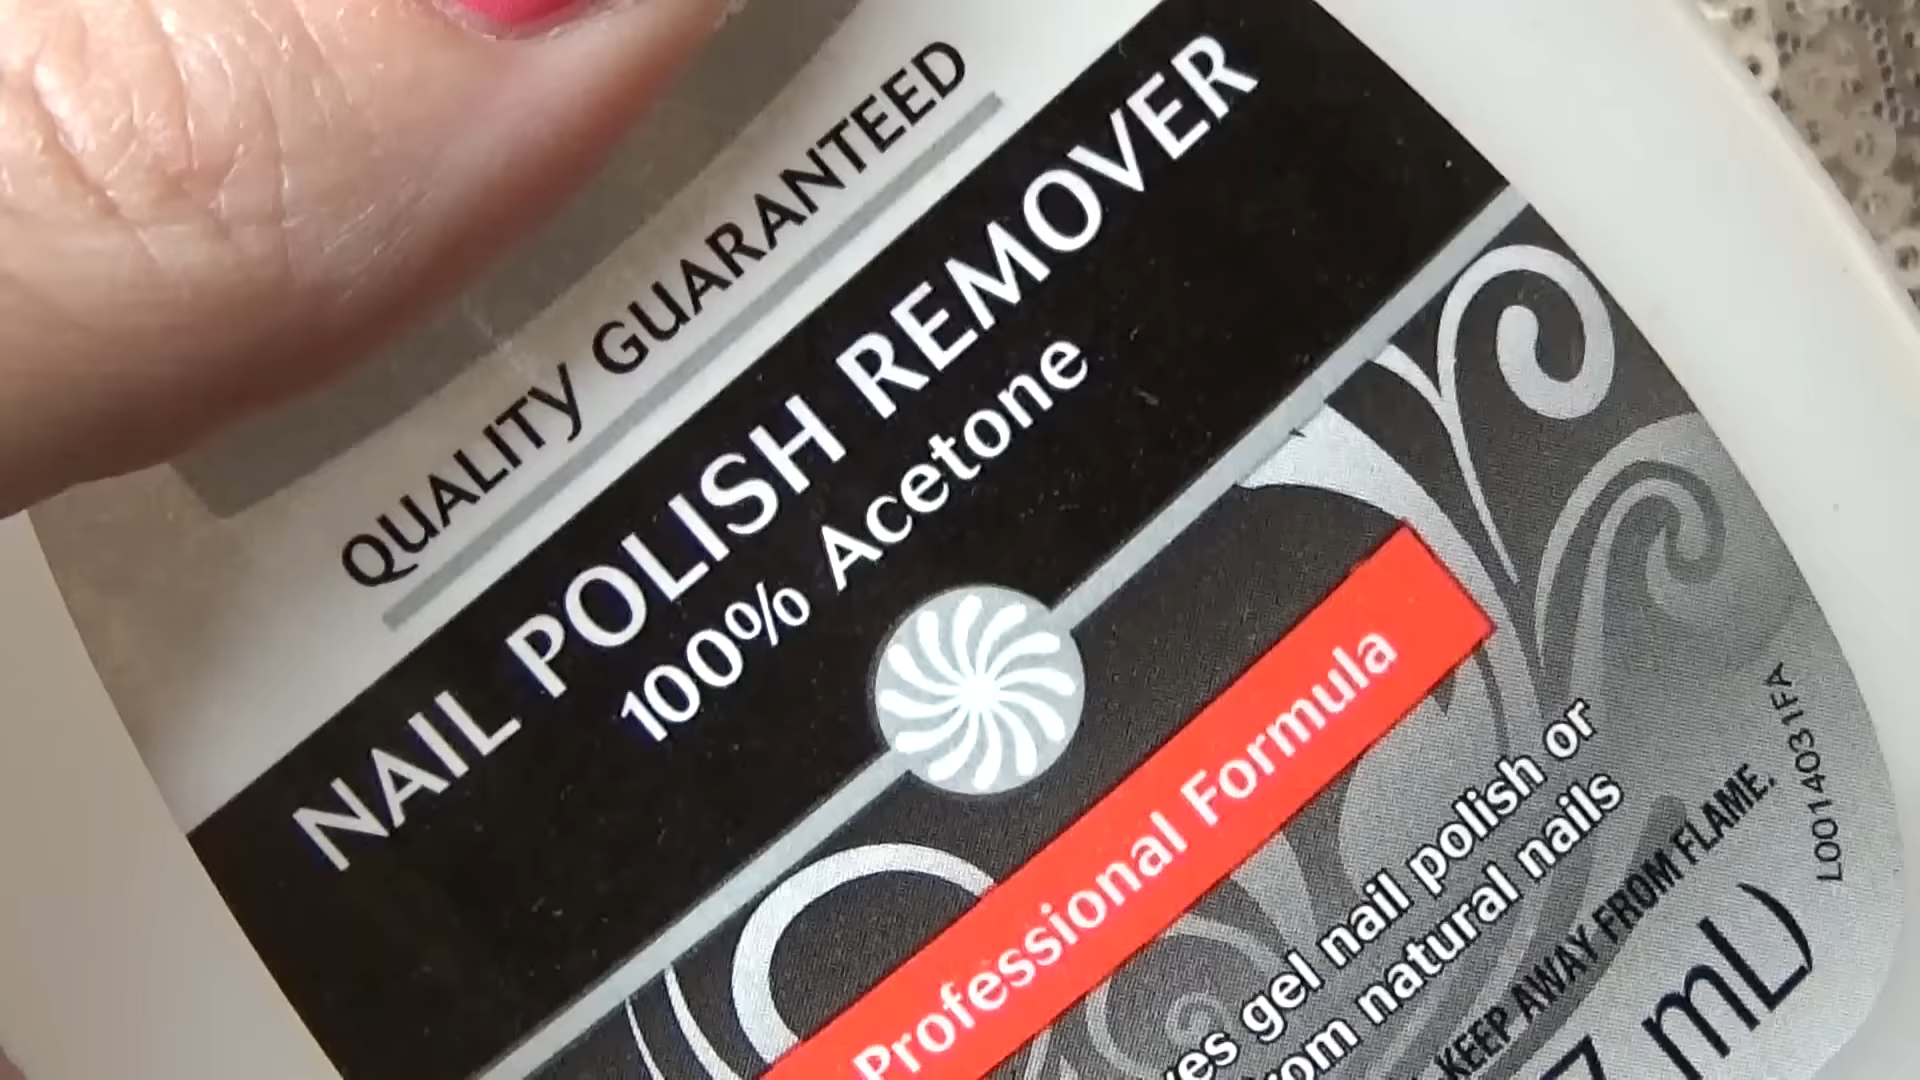 QUALITY GUARANTEED
NAIL POLISH REMOVER
100% Acetone
Professional Formula
gel nail polish or
natural nails
KEEP AWAY FROM FLAME.
mL)
L0014031FA